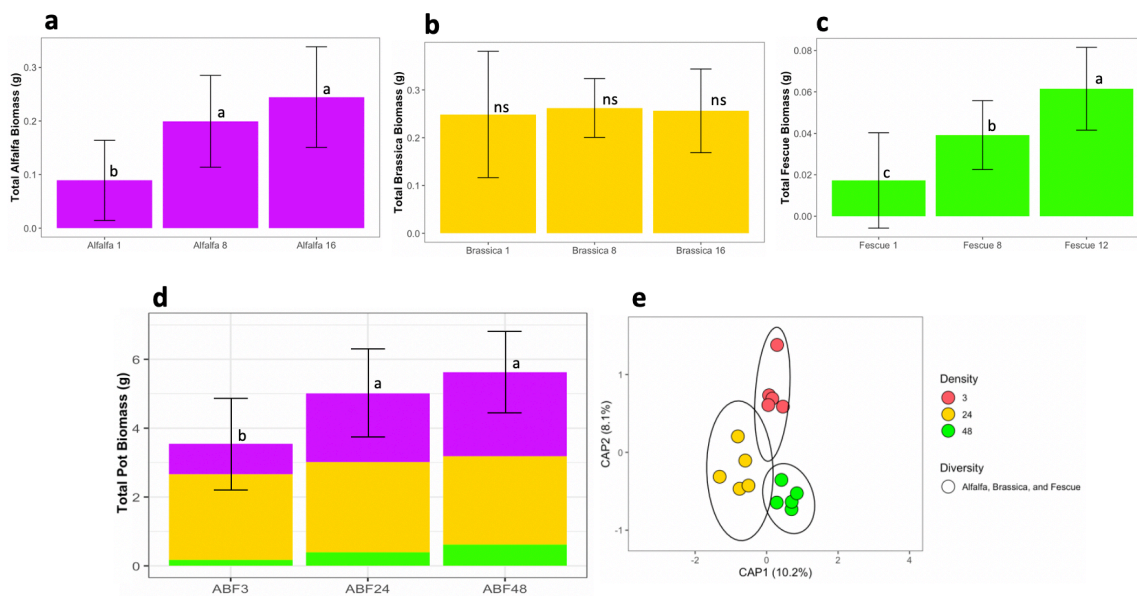 a
Total Alfalfa Biomass (g)
0.3
0.2
0.1
0.0
b
a
a
Alfalfa 1
Alfalfa 8
Alfalfa 16
b
Total Brassica Biomass (g)
0.3
0.2
0.1
0.0
ns
ns
ns
Brassica 1
Brassica 8
Brassica 16
c
Total Fescue Biomass (g)
0.08
0.06
0.04
0.02
0.00
c
b
a
Fescue 1
Fescue 8
Fescue 12
d
Total Pot Biomass (g)
6
4
2
0
b
a
a
ABF3
ABF24
ABF48
e
CAP2 (8.1%)
1
0
-1
-2
0
2
4
CAP1 (10.2%)
Density
3
24
48
Diversity
Alfalfa, Brassica, and Fescue